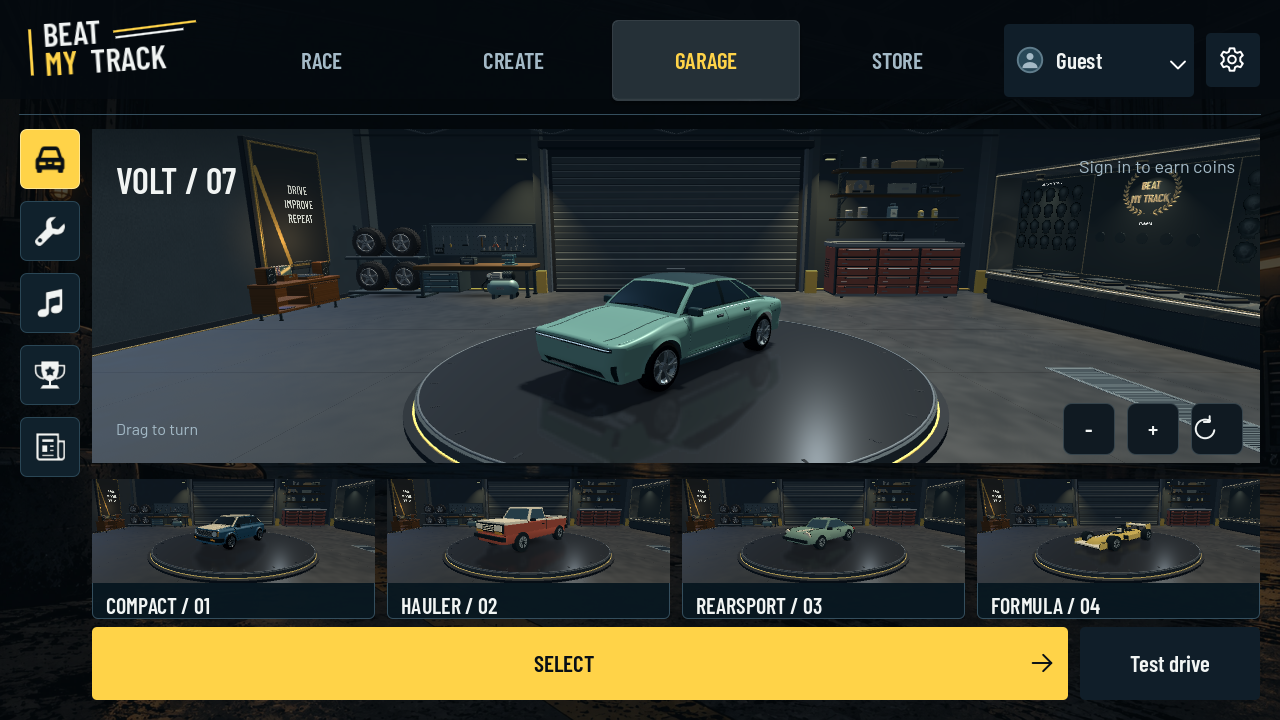 BEAT
MY TRACK
RACE
CREATE
GARAGE
STORE
Guest
VOLT / 07
DRIVE
IMPROVE
REPEAT
Sign in to earn coins
BEAT
MY TRACK
Drag to turn
-
+
COMPACT / 01
HAULER / 02
REARSPORT / 03
FORMULA / 04
SELECT
Test drive